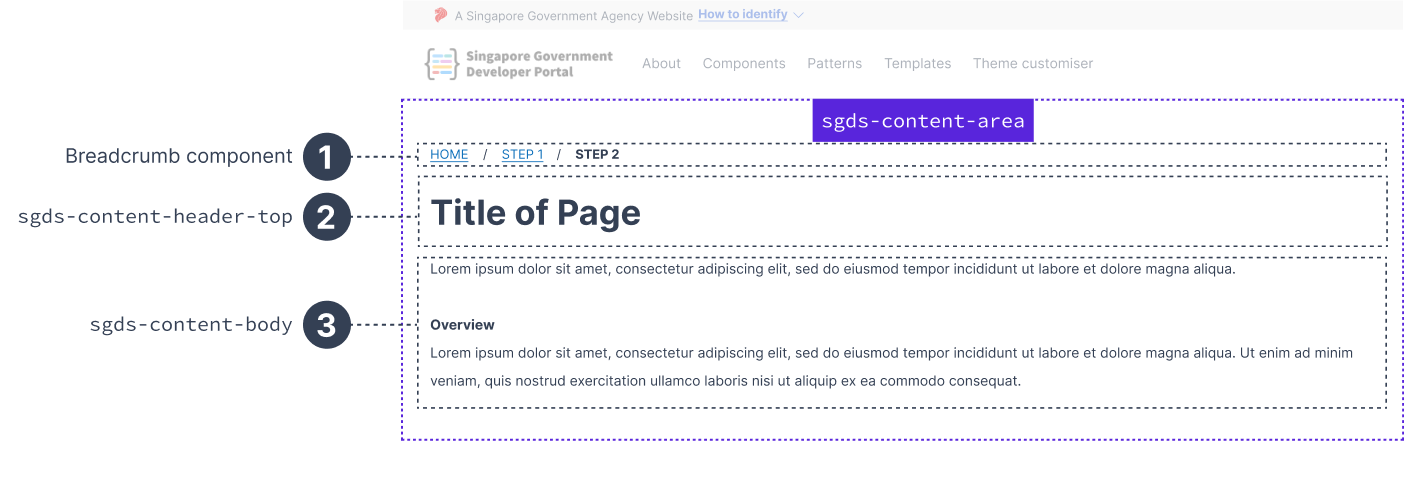 A Singapore Government Agency Website How to identify
Singapore Government
Developer Portal
About Components Patterns Templates Theme customiser
sgds-content-area
Breadcrumb component 1
HOME / STEP 1 / STEP 2
sgds-content-header-top 2
Title of Page
Lorem ipsum dolor sit amet, consectetur adipiscing elit, sed do eiusmod tempor incididunt ut labore et dolore magna aliqua.
sgds-content-body 3
Overview
Lorem ipsum dolor sit amet, consectetur adipiscing elit, sed do eiusmod tempor incididunt ut labore et dolore magna aliqua. Ut enim ad minim
veniam, quis nostrud exercitation ullamco laboris nisi ut aliquip ex ea commodo consequat.